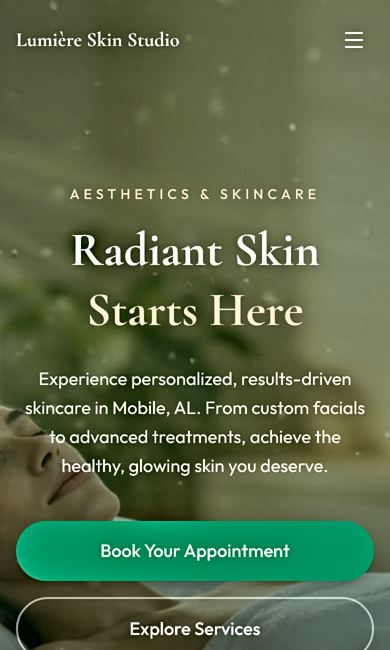 Lumière Skin Studio
AESTHETICS & SKINCARE
Radiant Skin
Starts Here
Experience personalized, results-driven
skincare in Mobile, AL. From custom facials
to advanced treatments, achieve the
healthy, glowing skin you deserve.
Book Your Appointment
Explore Services